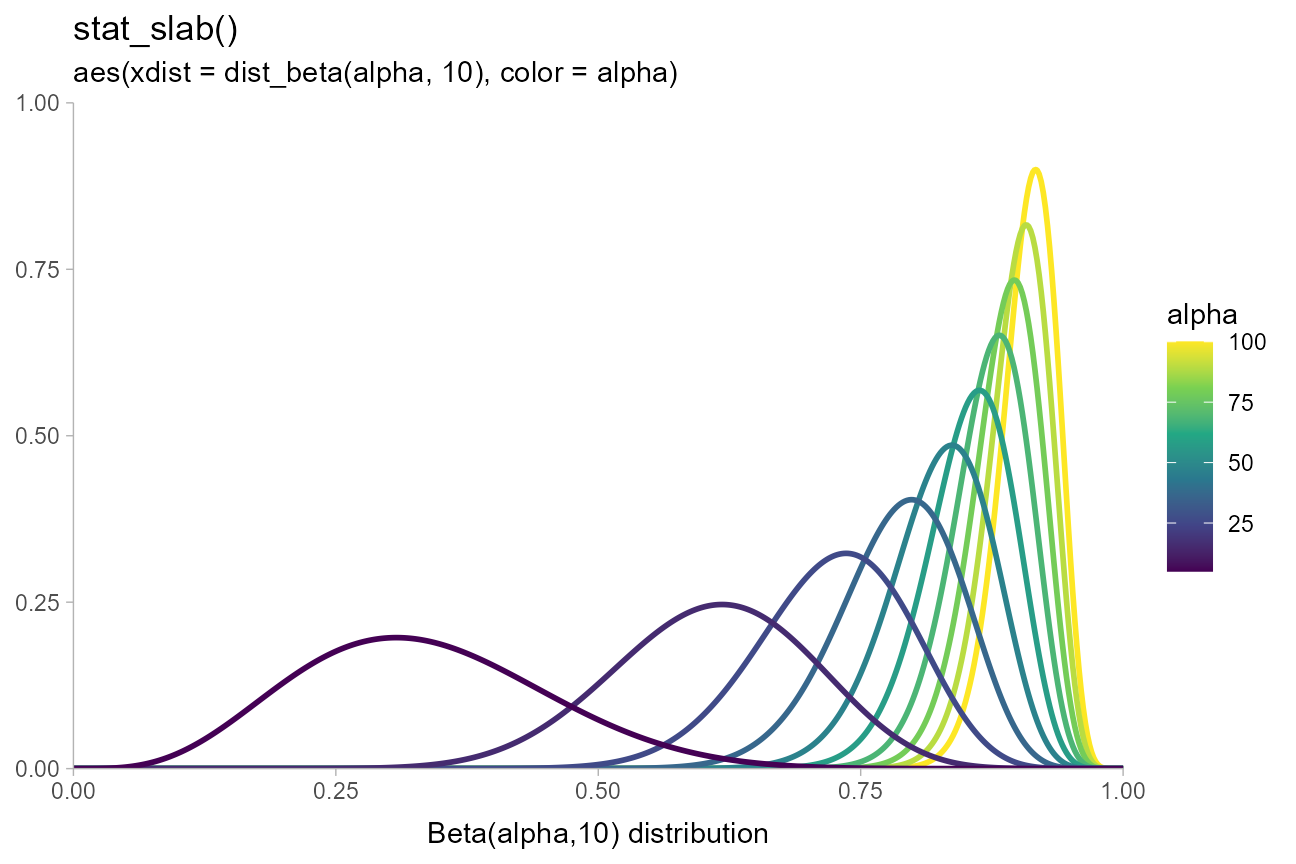 stat_slab()
aes(xdist = dist_beta(alpha, 10), color = alpha)
1.00
0.75
0.50
0.25
0.00
0.00 0.25 0.50 0.75 1.00
Beta(alpha,10) distribution
alpha
100
75
50
25